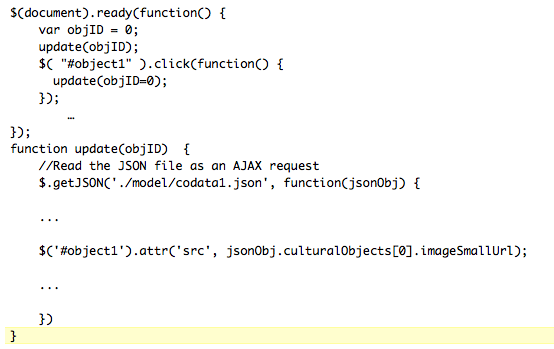 $(document).ready(function() {
    var objID = 0;
    update(objID);
    $( "#object1" ).click(function() {
      update(objID=0);
    });
        …
});
function update(objID)  {
    //Read the JSON file as an AJAX request
    $.getJSON('./model/codata1.json', function(jsonObj) {
    ...
    $('#object1').attr('src', jsonObj.culturalObjects[0].imageSmallUrl);
    ...
    })
}